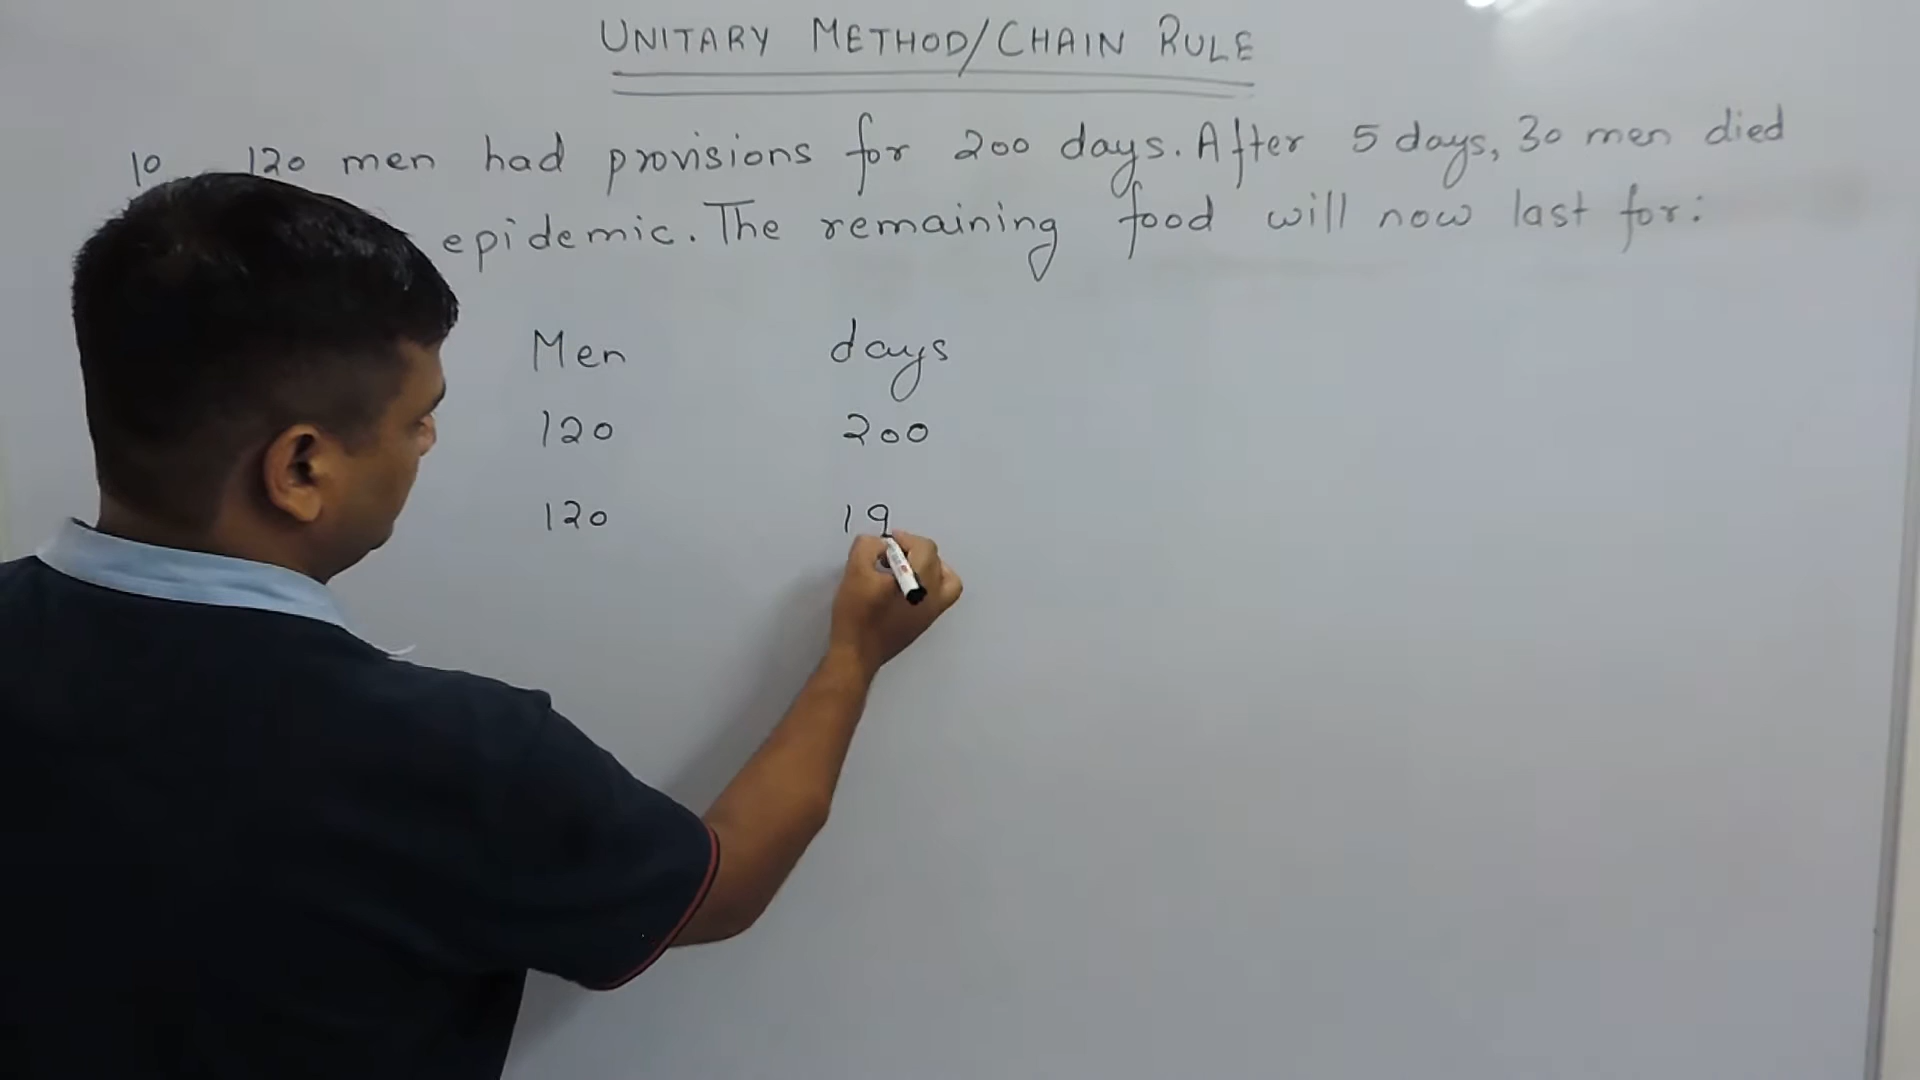 UNITARY METHOD/CHAIN RULE
10 120 men had provisions for 200 days. After 5 days, 30 men died
epidemic. The remaining food will now last for:
Men days
120 200
120 19